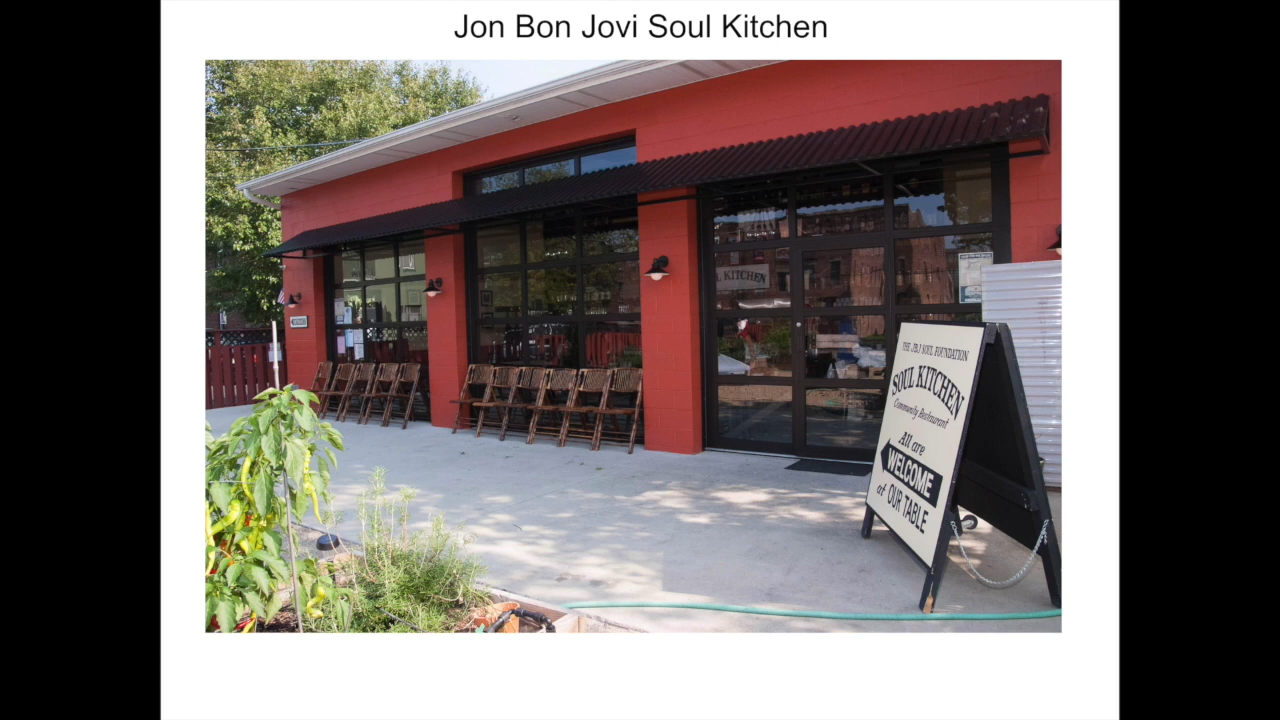 Jon Bon Jovi Soul Kitchen
L KITCHEN
THE JBJ SOUL FOUNDATION
SOUL KITCHEN
Community Restaurant
All are
WELCOME
at OUR TABLE